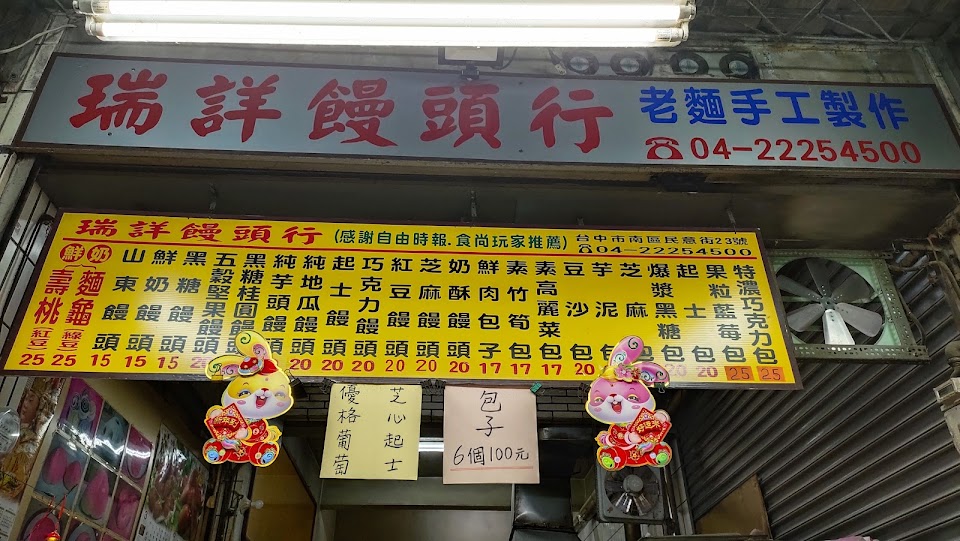 瑞詳饅頭行
老麵手工製作
☎04-22254500
瑞詳饅頭行
(感謝自由時報.食尚玩家推薦)
台中市南區民意街23號
☎04-22254500
鮮奶
壽桃 紅豆 25
麵龜 綠豆 25
山東饅頭 15
鮮奶饅頭 15
黑糖饅頭 15
五穀堅果饅頭
黑糖桂圓饅頭
純芋頭饅頭
純地瓜饅頭 20
起士饅頭 20
巧克力饅頭 20
紅豆饅頭 20
芝麻饅頭 20
奶酥饅頭 20
鮮肉包子 17
素竹筍包 17
素高麗菜包 17
豆沙包 20
芋泥包
芝麻包
爆漿黑糖包
起士包 20
果粒藍莓包 25
特濃巧克力包 25
芝心起士
優格葡萄
包子
6個100元